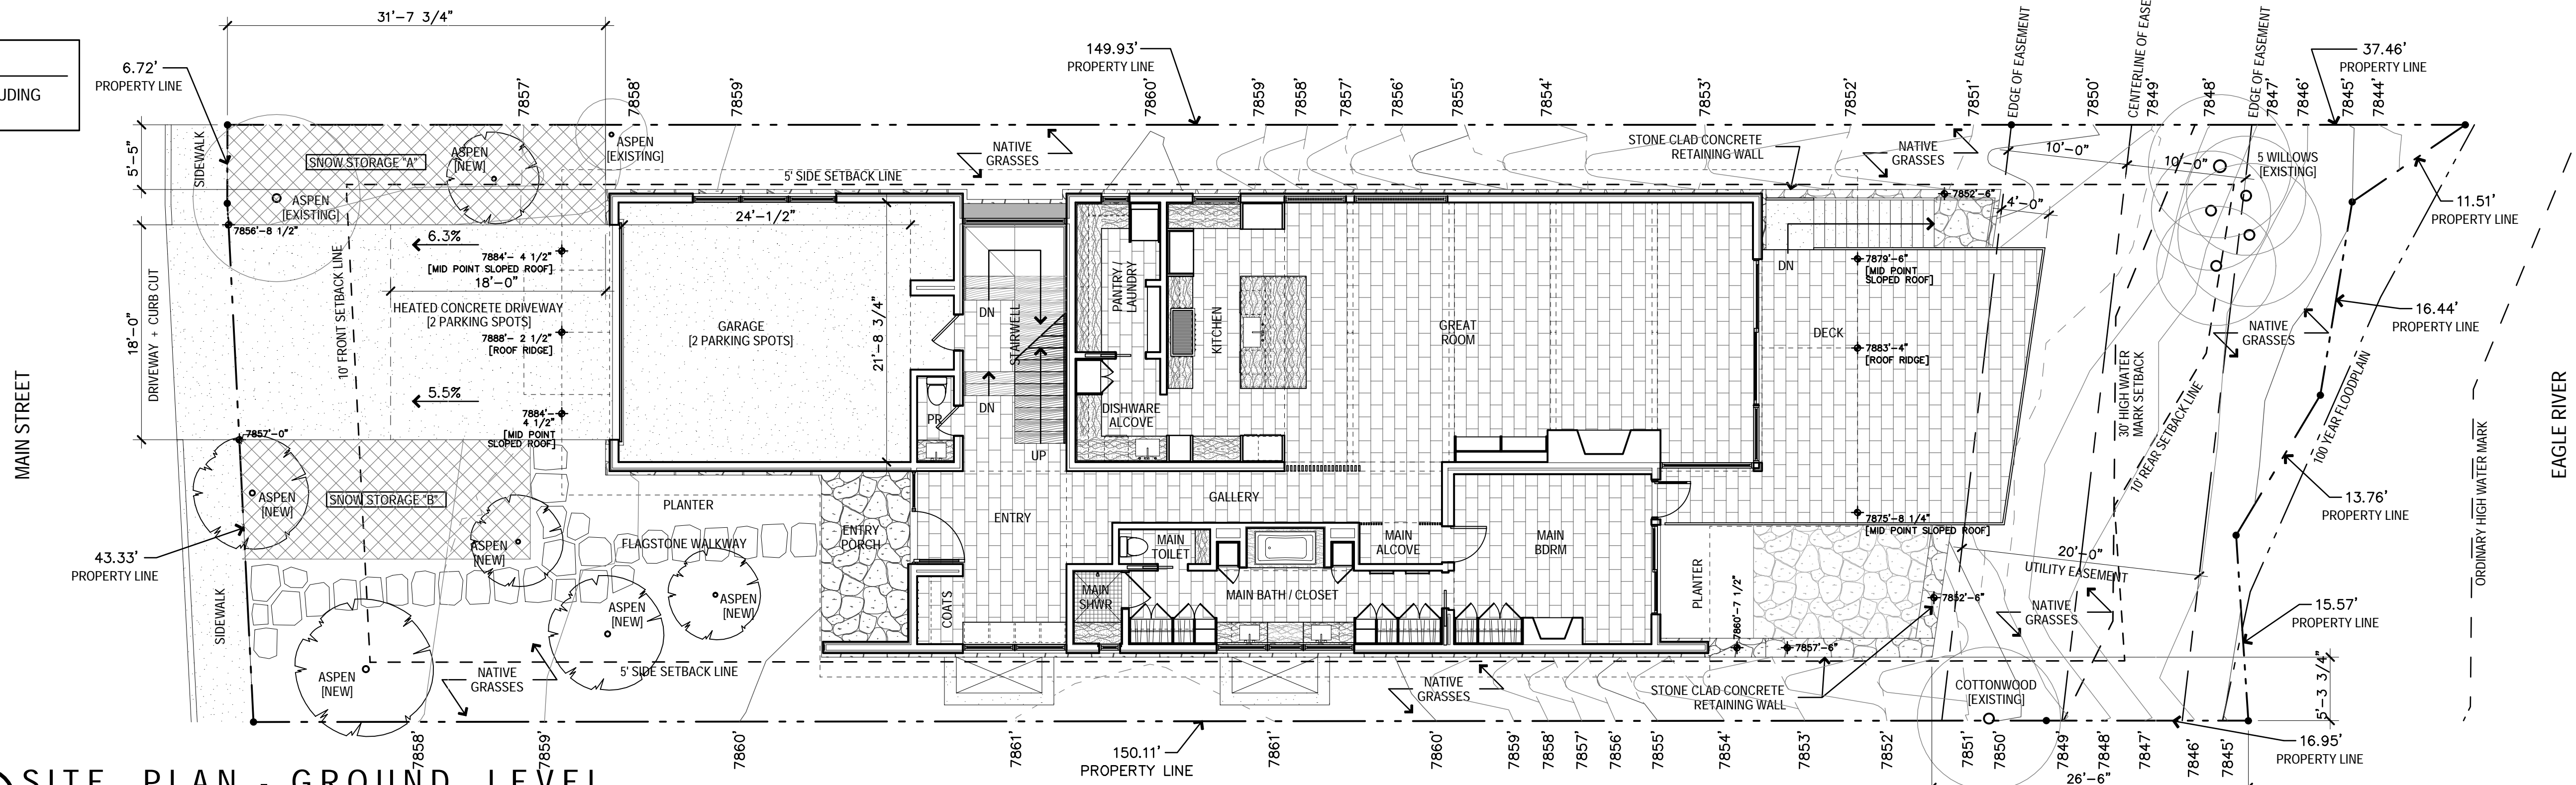 31'-7 3/4"
UDING
6.72'
PROPERTY LINE
149.93'
PROPERTY LINE
37.46'
PROPERTY LINE
7857'
7858'
7859'
7860'
7859'
7858'
7857'
7856'
7855'
7854'
7853'
7852'
7851'
EDGE OF EASEMENT
7850'
CENTERLINE OF EASE
7849'
7848'
EDGE OF EASEMENT
7847'
7846'
7845'
7844'
5'-5"
SIDEWALK
SNOW STORAGE "A"
ASPEN
[NEW]
ASPEN
[EXISTING]
ASPEN
[EXISTING]
NATIVE
GRASSES
5' SIDE SETBACK LINE
STONE CLAD CONCRETE
RETAINING WALL
NATIVE
GRASSES
10'-0"
10'-0"
5 WILLOWS
[EXISTING]
11.51'
PROPERTY LINE
7856'-8 1/2"
7852'-6"
4'-0"
24'-1/2"
6.3%
7884'- 4 1/2"
[MID POINT SLOPED ROOF]
18'-0"
HEATED CONCRETE DRIVEWAY
[2 PARKING SPOTS]
7888'- 2 1/2"
[ROOF RIDGE]
5.5%
7884'-
4 1/2"
[MID POINT
SLOPED ROOF]
7857'-0"
MAIN STREET
18'-0"
DRIVEWAY + CURB CUT
10' FRONT SETBACK LINE
GARAGE
[2 PARKING SPOTS]
21'-8 3/4"
DN
STAIRWELL
DN
UP
PR
PANTRY /
LAUNDRY
DISHWARE
ALCOVE
KITCHEN
GREAT
ROOM
DN
7879'-6"
[MID POINT
SLOPED ROOF]
DECK
7883'-4"
[ROOF RIDGE]
7875'-8 1/4"
[MID POINT SLOPED ROOF]
30' HIGH WATER
MARK SETBACK
10' REAR SETBACK LINE
NATIVE
GRASSES
100 YEAR FLOODPLAIN
ORDINARY HIGH WATER MARK
EAGLE RIVER
16.44'
PROPERTY LINE
13.76'
PROPERTY LINE
ASPEN
[NEW]
SNOW STORAGE "B"
ASPEN
[NEW]
PLANTER
FLAGSTONE WALKWAY
ENTRY
PORCH
ENTRY
GALLERY
MAIN
TOILET
MAIN
ALCOVE
MAIN
BDRM
20'-0"
UTILITY EASEMENT
43.33'
PROPERTY LINE
SIDEWALK
ASPEN
[NEW]
ASPEN
[NEW]
ASPEN
[NEW]
COATS
MAIN
SHWR
MAIN BATH / CLOSET
PLANTER
7860'-7 1/2"
7857'-6"
7852'-6"
NATIVE
GRASSES
15.57'
PROPERTY LINE
NATIVE
GRASSES
5' SIDE SETBACK LINE
NATIVE
GRASSES
STONE CLAD CONCRETE
RETAINING WALL
COTTONWOOD
[EXISTING]
5'-3 3/4"
7858'
7859'
7860'
7861'
150.11'
PROPERTY LINE
7861'
7860'
7859'
7858'
7857'
7856'
7855'
7854'
7853'
7852'
7851'
7850'
7849'
7848'
7847'
7846'
7845'
16.95'
PROPERTY LINE
26'-6"
SITE PLAN - GROUND LEVEL